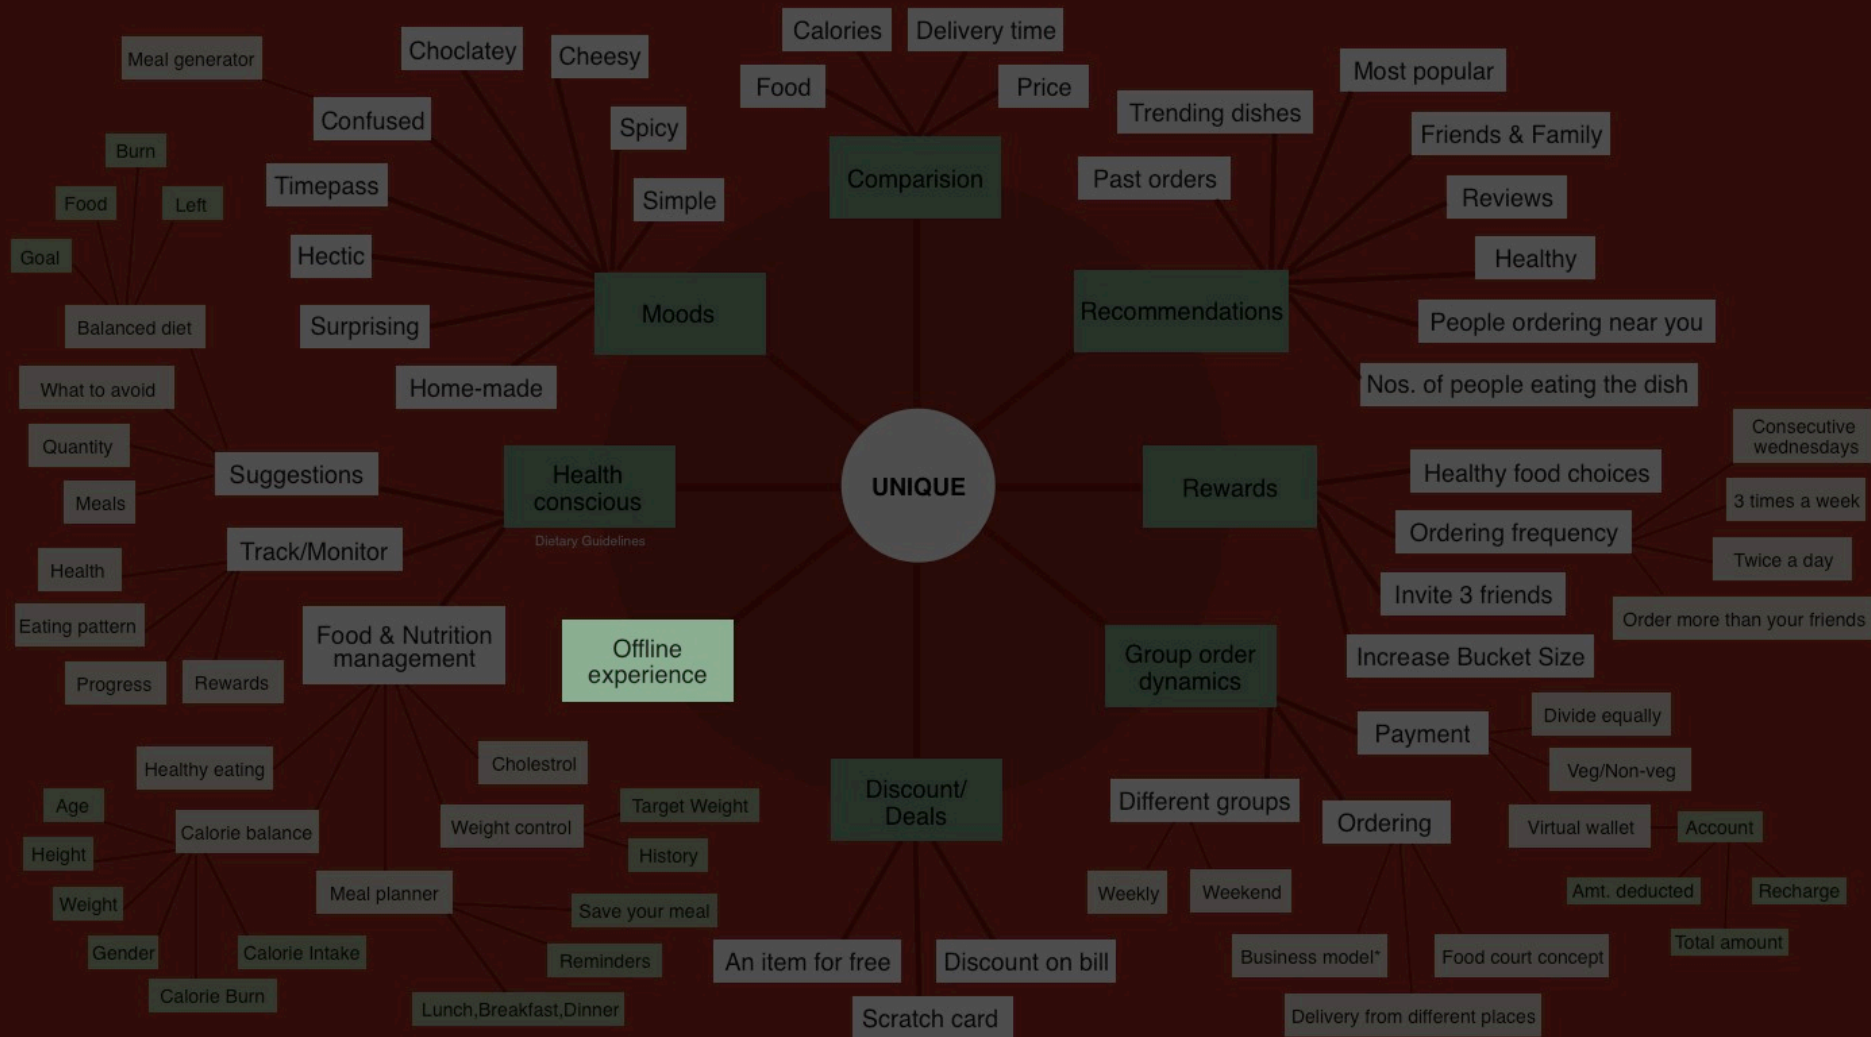 Calories
Delivery time
Food
Price
Comparision
Meal generator
Choclatey
Cheesy
Confused
Spicy
Timepass
Simple
Hectic
Surprising
Home-made
Moods
Most popular
Trending dishes
Friends & Family
Past orders
Reviews
Healthy
People ordering near you
Nos. of people eating the dish
Recommendations
Burn
Food
Left
Goal
Balanced diet
What to avoid
Quantity
Meals
Suggestions
Health
conscious
Dietary Guidelines
UNIQUE
Rewards
Healthy food choices
Ordering frequency
Consecutive
wednesdays
3 times a week
Twice a day
Order more than your friends
Invite 3 friends
Increase Bucket Size
Track/Monitor
Health
Eating pattern
Progress
Rewards
Food & Nutrition
management
Offline
experience
Group order
dynamics
Payment
Divide equally
Veg/Non-veg
Virtual wallet
Account
Amt. deducted
Recharge
Total amount
Different groups
Weekly
Weekend
Ordering
Business model*
Food court concept
Delivery from different places
Healthy eating
Cholestrol
Calorie balance
Age
Height
Weight
Gender
Calorie Burn
Calorie Intake
Weight control
Target Weight
History
Meal planner
Save your meal
Reminders
Lunch,Breakfast,Dinner
Discount/
Deals
An item for free
Discount on bill
Scratch card